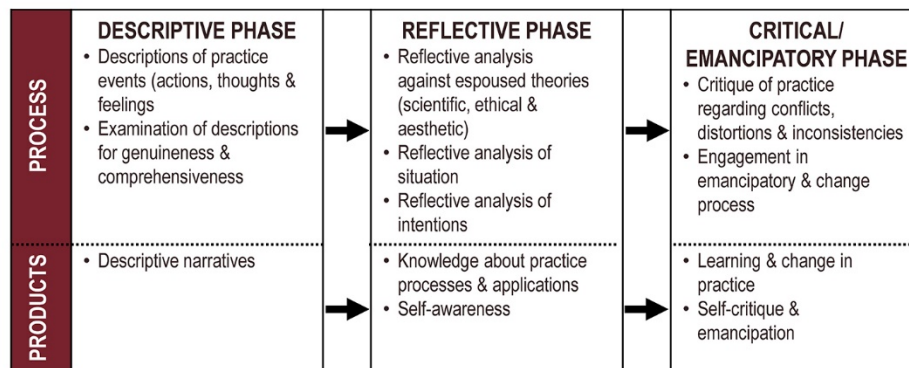 DESCRIPTIVE PHASE
• Descriptions of practice
events (actions, thoughts &
feelings
• Examination of descriptions
for genuineness &
comprehensiveness
REFLECTIVE PHASE
• Reflective analysis
against espoused theories
(scientific, ethical &
aesthetic)
• Reflective analysis of
situation
• Reflective analysis of
intentions
CRITICAL/
EMANCIPATORY PHASE
• Critique of practice
regarding conflicts,
distortions & inconsistencies
• Engagement in
emancipatory & change
process
PROCESS
PRODUCTS
• Descriptive narratives
• Knowledge about practice
processes & applications
• Self-awareness
• Learning & change in
practice
• Self-critique &
emancipation